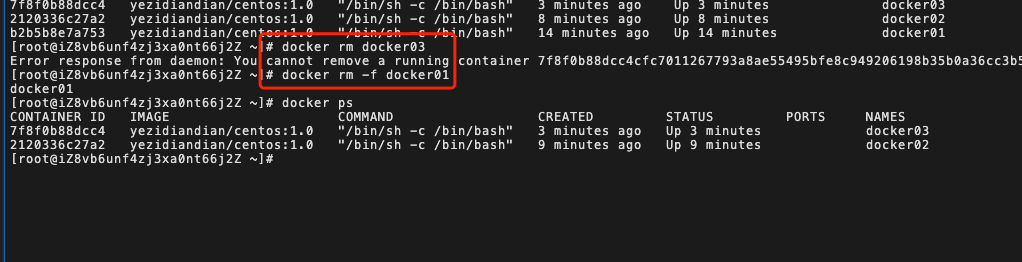 7f8f0b88dcc4 yezidiandian/centos:1.0 "/bin/sh -c /bin/bash" 3 minutes ago Up 3 minutes docker03
2120336c27a2 yezidiandian/centos:1.0 "/bin/sh -c /bin/bash" 8 minutes ago Up 8 minutes docker02
b2b5b8e7a753 yezidiandian/centos:1.0 "/bin/sh -c /bin/bash" 14 minutes ago Up 14 minutes docker01
[root@iZ8vb6unf4zj3xa0nt66j2Z ~]# docker rm docker03
Error response from daemon: You cannot remove a running container 7f8f0b88dcc4cfc7011267793a8ae55495bfe8c949206198b35b0a36cc3b5
[root@iZ8vb6unf4zj3xa0nt66j2Z ~]# docker rm -f docker01
docker01
[root@iZ8vb6unf4zj3xa0nt66j2Z ~]# docker ps
CONTAINER ID IMAGE COMMAND CREATED STATUS PORTS NAMES
7f8f0b88dcc4 yezidiandian/centos:1.0 "/bin/sh -c /bin/bash" 3 minutes ago Up 3 minutes docker03
2120336c27a2 yezidiandian/centos:1.0 "/bin/sh -c /bin/bash" 9 minutes ago Up 9 minutes docker02
[root@iZ8vb6unf4zj3xa0nt66j2Z ~]#